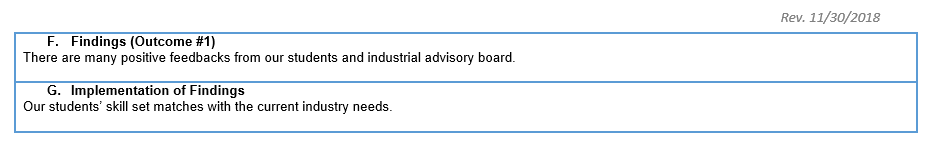 Rev. 11/30/2018
F. Findings (Outcome #1)
There are many positive feedbacks from our students and industrial advisory board.
G. Implementation of Findings
Our students' skill set matches with the current industry needs.